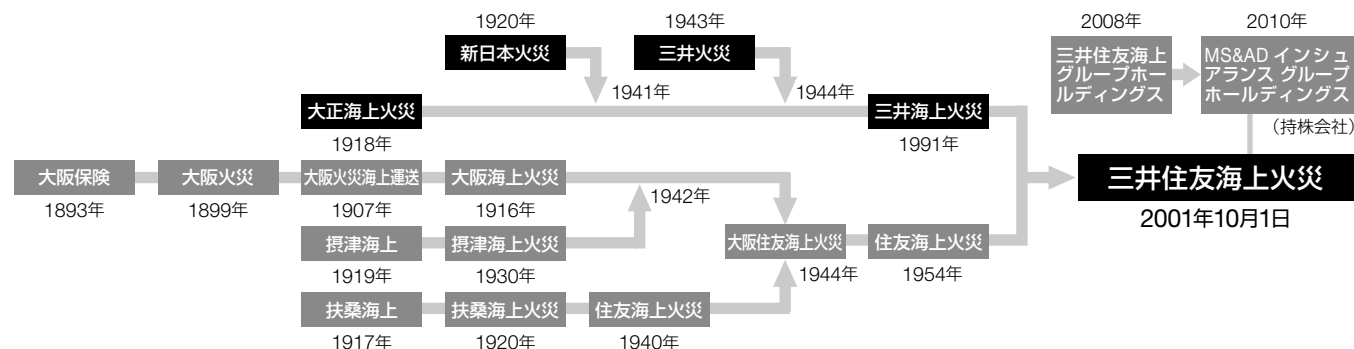 1920年
新日本火災
1943年
三井火災
2008年
三井住友海上
グループホー
ルディングス
2010年
MS&AD インシュ
アランス グループ
ホールディングス
(持株会社)
1941年
1944年
大正海上火災
1918年
三井海上火災
1991年
大阪保険
1893年
大阪火災
1899年
大阪火災海上運送
1907年
大阪海上火災
1916年
1942年
三井住友海上火災
2001年10月1日
摂津海上
1919年
摂津海上火災
1930年
大阪住友海上火災
1944年
住友海上火災
1954年
扶桑海上
1917年
扶桑海上火災
1920年
住友海上火災
1940年